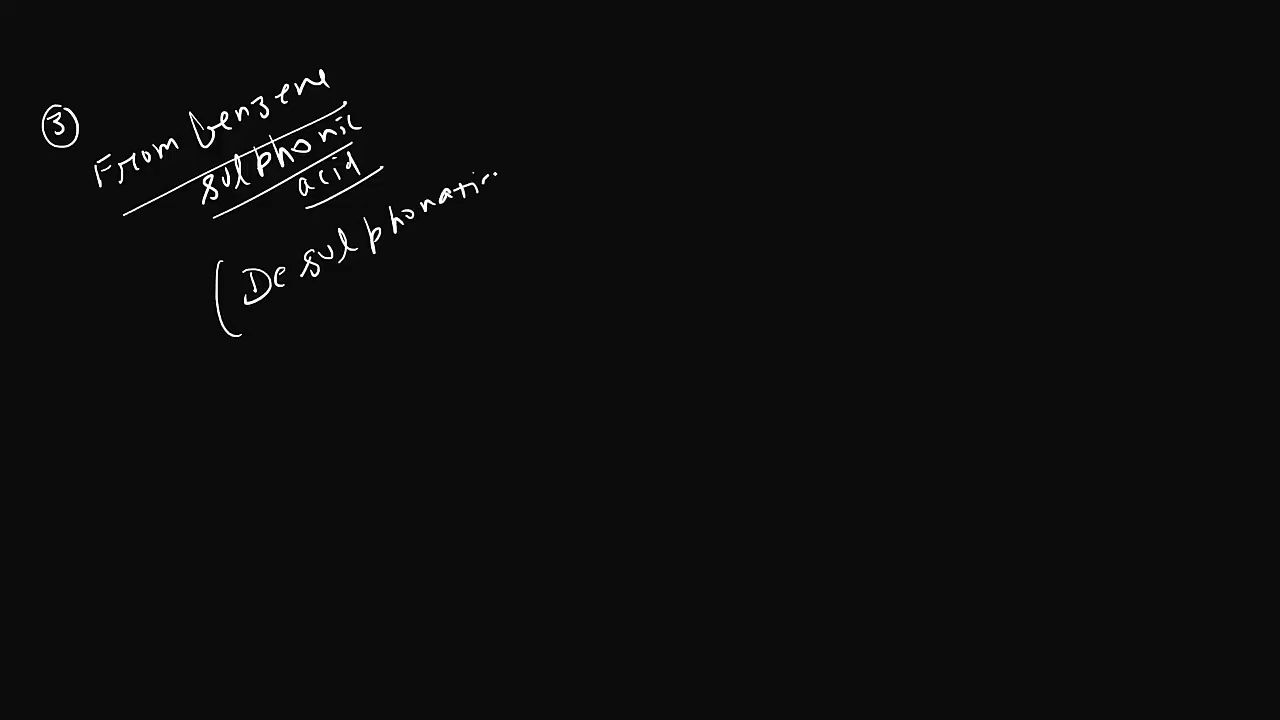 ③ From benzene
sulphonic
acid
(Desulphonati